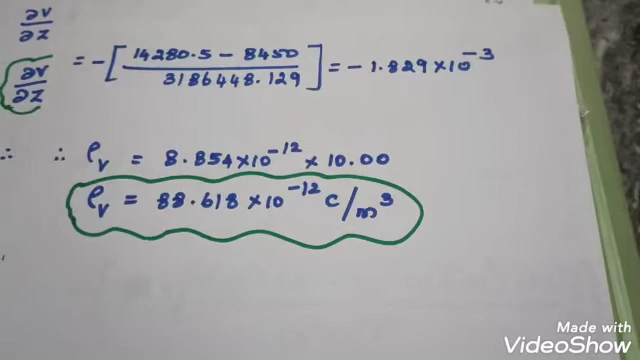 ∂V
∂z
∂V/∂z = -[14280.5 - 8450 / 3186448.129] = -1.829×10^-3
∴ ∴ ρv = 8.854×10^-12 × 10.00
ρv = 88.618×10^-12 C/m^3
Made with
VideoShow